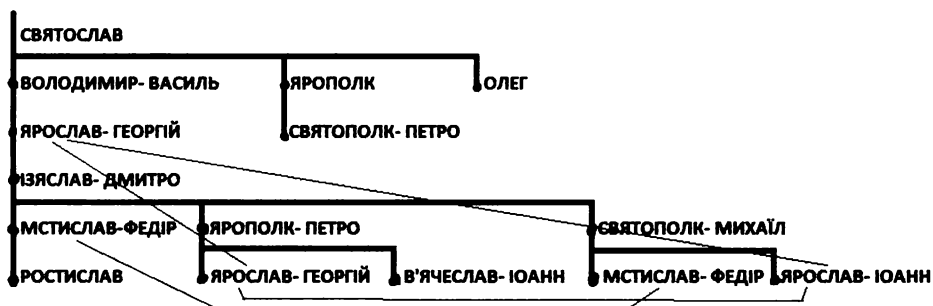 СВЯТОСЛАВ
ВОЛОДИМИР- ВАСИЛЬ ЯРОПОЛК ОЛЕГ
ЯРОСЛАВ- ГЕОРГІЙ СВЯТОПОЛК- ПЕТРО
ІЗЯСЛАВ- ДМИТРО
МСТИСЛАВ-ФЕДІР ЯРОПОЛК- ПЕТРО СВЯТОПОЛК- МИХАЇЛ
РОСТИСЛАВ ЯРОСЛАВ- ГЕОРГІЙ В'ЯЧЕСЛАВ- ІОАНН МСТИСЛАВ- ФЕДІР ЯРОСЛАВ- ІОАНН